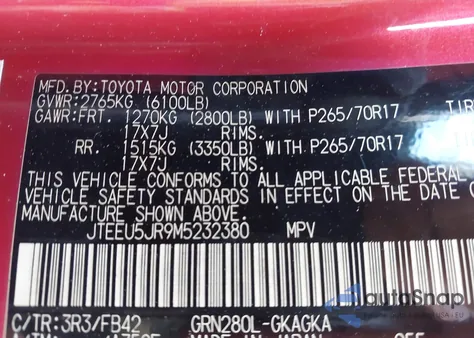 MFD.BY:TOYOTA MOTOR CORPORATION
GVWR:2765KG (6100LB)
GAWR:FRT. 1270KG (2800LB) WITH P265/70R17 TIR
17X7J RIMS.
RR. 1515KG (3350LB) WITH P265/70R17
17X7J RIMS.
THIS VEHICLE CONFORMS TO ALL APPLICABLE FEDERAL
VEHICLE SAFETY STANDARDS IN EFFECT ON THE DATE
MANUFACTURE SHOWN ABOVE.
JTEEU5JR9M5232380 MPV
C/TR:3R3/FB42 GRN280L-GKAGKA
AutoSnap